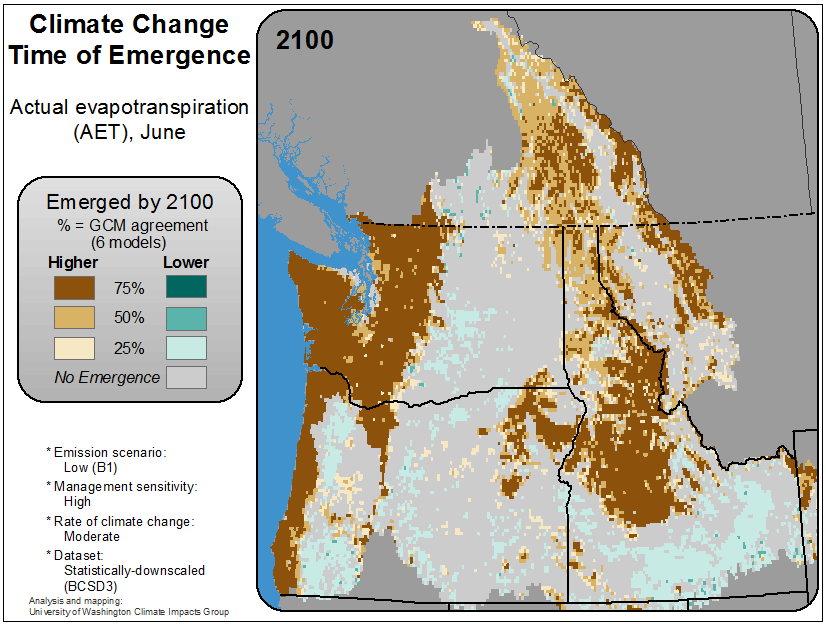 Climate Change
Time of Emergence
Actual evapotranspiration
(AET), June
Emerged by 2100
% = GCM agreement
(6 models)
Higher Lower
75%
50%
25%
No Emergence
* Emission scenario:
Low (B1)
* Management sensitivity:
High
* Rate of climate change:
Moderate
* Dataset:
Statistically-downscaled
(BCSD3)
Analysis and mapping:
University of Washington Climate Impacts Group
2100